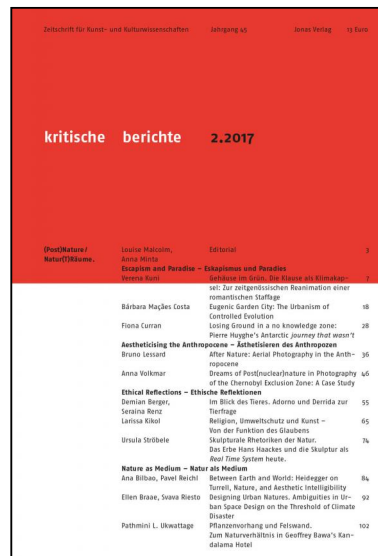 Zeitschrift für Kunst- und Kulturwissenschaften Jahrgang 45 Jonas Verlag 13 Euro
kritische berichte 2.2017
(Post)Nature / Louise Malcolm, Editorial 3
Natur(T)Räume. Anna Minta
Escapism and Paradise – Eskapismus und Paradies
Verena Kuni Gehäuse im Grün. Die Klause als Klimakap- 7
sel: Zur zeitgenössischen Reanimation einer
romantischen Staffage
Bárbara Maçães Costa Eugenic Garden City: The Urbanism of 18
Controlled Evolution
Fiona Curran Losing Ground in a no knowledge zone: 28
Pierre Huyghe's Antarctic journey that wasn't
Aestheticising the Anthropocene – Ästhetisieren des Anthropozen
Bruno Lessard After Nature: Aerial Photography in the Anth- 36
ropocene
Anna Volkmar Dreams of Post(nuclear)nature in Photography 46
of the Chernobyl Exclusion Zone: A Case Study
Ethical Reflections – Ethische Reflektionen
Demian Berger, Im Blick des Tieres. Adorno und Derrida zur 55
Seraina Renz Tierfrage
Larissa Kikol Religion, Umweltschutz und Kunst – 65
Von der Funktion des Glaubens
Ursula Ströbele Skulpturale Rhetoriken der Natur. 74
Das Erbe Hans Haackes und die Skulptur als
Real Time System heute.
Nature as Medium – Natur als Medium
Ana Bilbao, Pavel Reichl Between Earth and World: Heidegger on 84
Turrell, Nature, and Aesthetic Intelligibility
Ellen Braae, Svava Riesto Designing Urban Natures. Ambiguities in Ur- 92
ban Space Design on the Threshold of Climate
Disaster
Pathmini L. Ukwattage Pflanzenvorhang und Felswand. 102
Zum Naturverhältnis in Geoffrey Bawa's Kan-
dalama Hotel